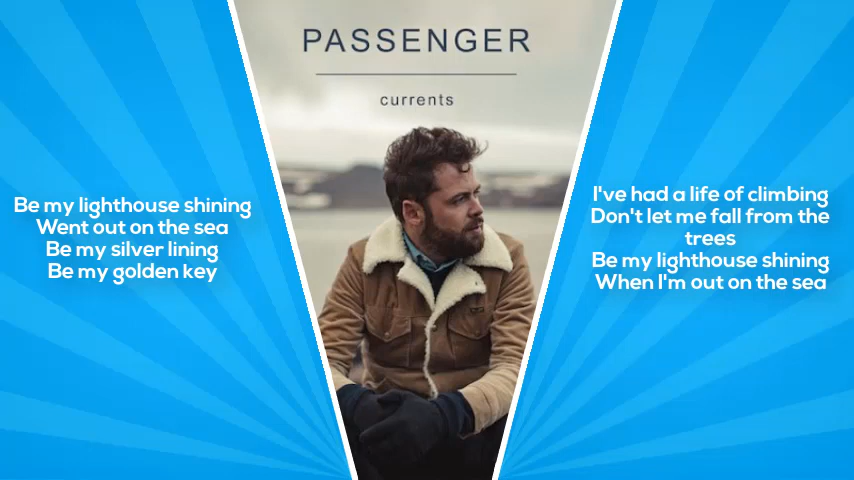 PASSENGER
currents
Be my lighthouse shining
Went out on the sea
Be my silver lining
Be my golden key
I've had a life of climbing
Don't let me fall from the
trees
Be my lighthouse shining
When I'm out on the sea